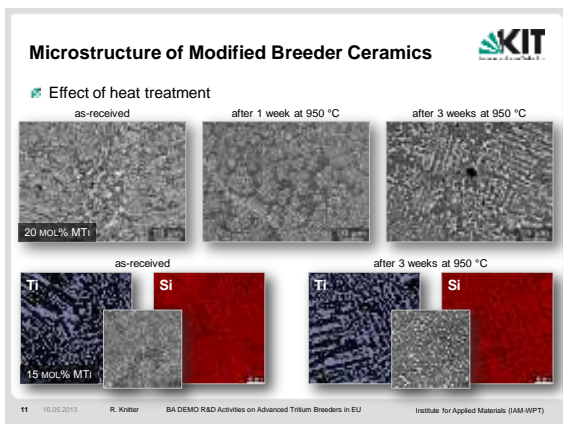 Microstructure of Modified Breeder Ceramics
KIT
Effect of heat treatment
as-received
after 1 week at 950 °C
after 3 weeks at 950 °C
20 MOL% MTI
as-received
after 3 weeks at 950 °C
Ti
Si
Ti
Si
15 MOL% MTI
11 16.05.2013 R. Knitter BA DEMO R&D Activities on Advanced Tritium Breeders in EU Institute for Applied Materials (IAM-WPT)